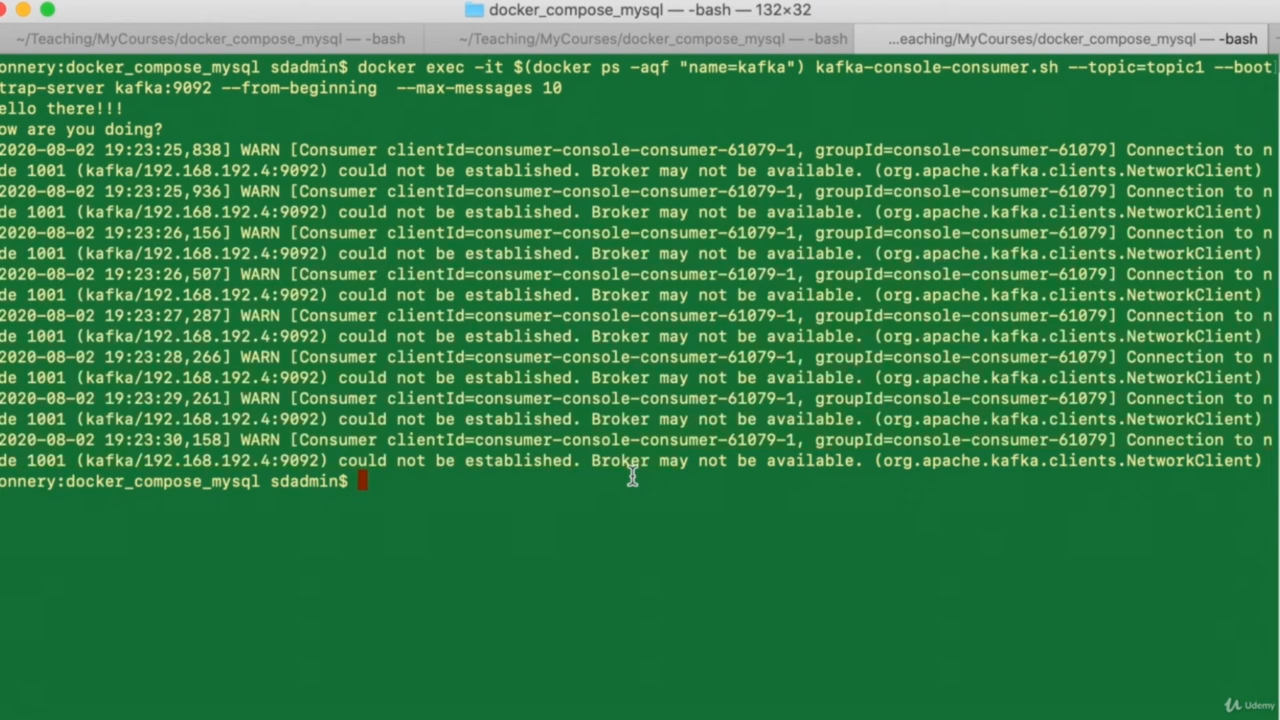 docker_compose_mysql — -bash — 132×32
~/Teaching/MyCourses/docker_compose_mysql — -bash
~/Teaching/MyCourses/docker_compose_mysql — -bash
...eaching/MyCourses/docker_compose_mysql — -bash
onnery:docker_compose_mysql sdadmin$ docker exec -it $(docker ps -aqf "name=kafka") kafka-console-consumer.sh --topic=topic1 --boot
trap-server kafka:9092 --from-beginning  --max-messages 10
ello there!!!
ow are you doing?
2020-08-02 19:23:25,838] WARN [Consumer clientId=consumer-console-consumer-61079-1, groupId=console-consumer-61079] Connection to n
de 1001 (kafka/192.168.192.4:9092) could not be established. Broker may not be available. (org.apache.kafka.clients.NetworkClient)
2020-08-02 19:23:25,936] WARN [Consumer clientId=consumer-console-consumer-61079-1, groupId=console-consumer-61079] Connection to n
de 1001 (kafka/192.168.192.4:9092) could not be established. Broker may not be available. (org.apache.kafka.clients.NetworkClient)
2020-08-02 19:23:26,156] WARN [Consumer clientId=consumer-console-consumer-61079-1, groupId=console-consumer-61079] Connection to n
de 1001 (kafka/192.168.192.4:9092) could not be established. Broker may not be available. (org.apache.kafka.clients.NetworkClient)
2020-08-02 19:23:26,507] WARN [Consumer clientId=consumer-console-consumer-61079-1, groupId=console-consumer-61079] Connection to n
de 1001 (kafka/192.168.192.4:9092) could not be established. Broker may not be available. (org.apache.kafka.clients.NetworkClient)
2020-08-02 19:23:27,287] WARN [Consumer clientId=consumer-console-consumer-61079-1, groupId=console-consumer-61079] Connection to n
de 1001 (kafka/192.168.192.4:9092) could not be established. Broker may not be available. (org.apache.kafka.clients.NetworkClient)
2020-08-02 19:23:28,266] WARN [Consumer clientId=consumer-console-consumer-61079-1, groupId=console-consumer-61079] Connection to n
de 1001 (kafka/192.168.192.4:9092) could not be established. Broker may not be available. (org.apache.kafka.clients.NetworkClient)
2020-08-02 19:23:29,261] WARN [Consumer clientId=consumer-console-consumer-61079-1, groupId=console-consumer-61079] Connection to n
de 1001 (kafka/192.168.192.4:9092) could not be established. Broker may not be available. (org.apache.kafka.clients.NetworkClient)
2020-08-02 19:23:30,158] WARN [Consumer clientId=consumer-console-consumer-61079-1, groupId=console-consumer-61079] Connection to n
de 1001 (kafka/192.168.192.4:9092) could not be established. Broker may not be available. (org.apache.kafka.clients.NetworkClient)
onnery:docker_compose_mysql sdadmin$
Udemy